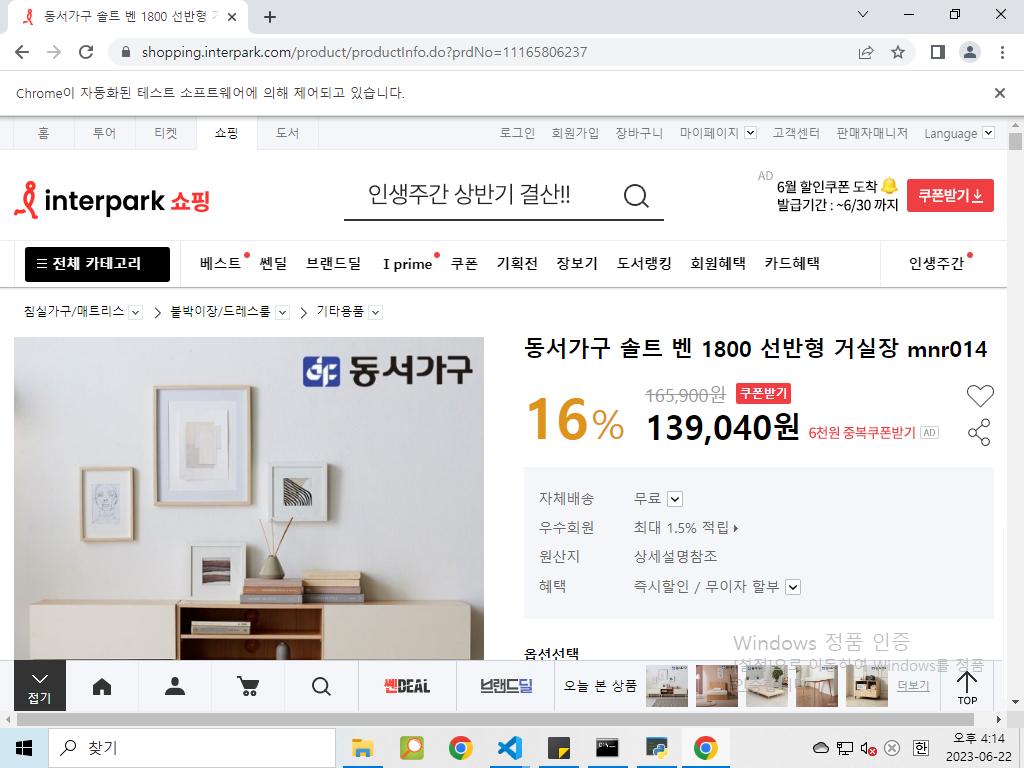 동서가구 솔트 벤 1800 선반형
shopping.interpark.com/product/productInfo.do?prdNo=11165806237
Chrome이 자동화된 테스트 소프트웨어에 의해 제어되고 있습니다.
홈 투어 티켓 쇼핑 도서 로그인 회원가입 장바구니 마이페이지 고객센터 판매자매니저 Language
interpark 쇼핑 인생주간 상반기 결산!! AD 6월 할인쿠폰 도착 쿠폰받기
발급기간 : ~6/30 까지
전체 카테고리 베스트 쎈딜 브랜드딜 I prime 쿠폰 기획전 장보기 도서랭킹 회원혜택 카드혜택 인생주간
침실가구/매트리스 붙박이장/드레스룸 기타용품
동서가구
동서가구 솔트 벤 1800 선반형 거실장 mnr014
16% 165,900원 쿠폰받기
139,040원 6천원 중복쿠폰받기 AD
자체배송 무료
우수회원 최대 1.5% 적립
원산지 상세설명참조
혜택 즉시할인 / 무이자 할부
옵션선택
Windows 정품 인증
[설정]으로 이동하여 Windows를 정품
접기 쎈DEAL 브랜드딜 오늘 본 상품 더보기 TOP
찾기 한 오후 4:14
2023-06-22